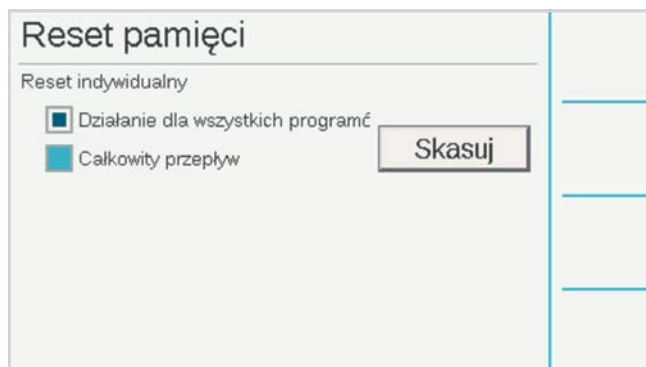 Reset pamięci
Reset indywidualny
Działanie dla wszystkich programć
Całkowity przepływ
Skasuj